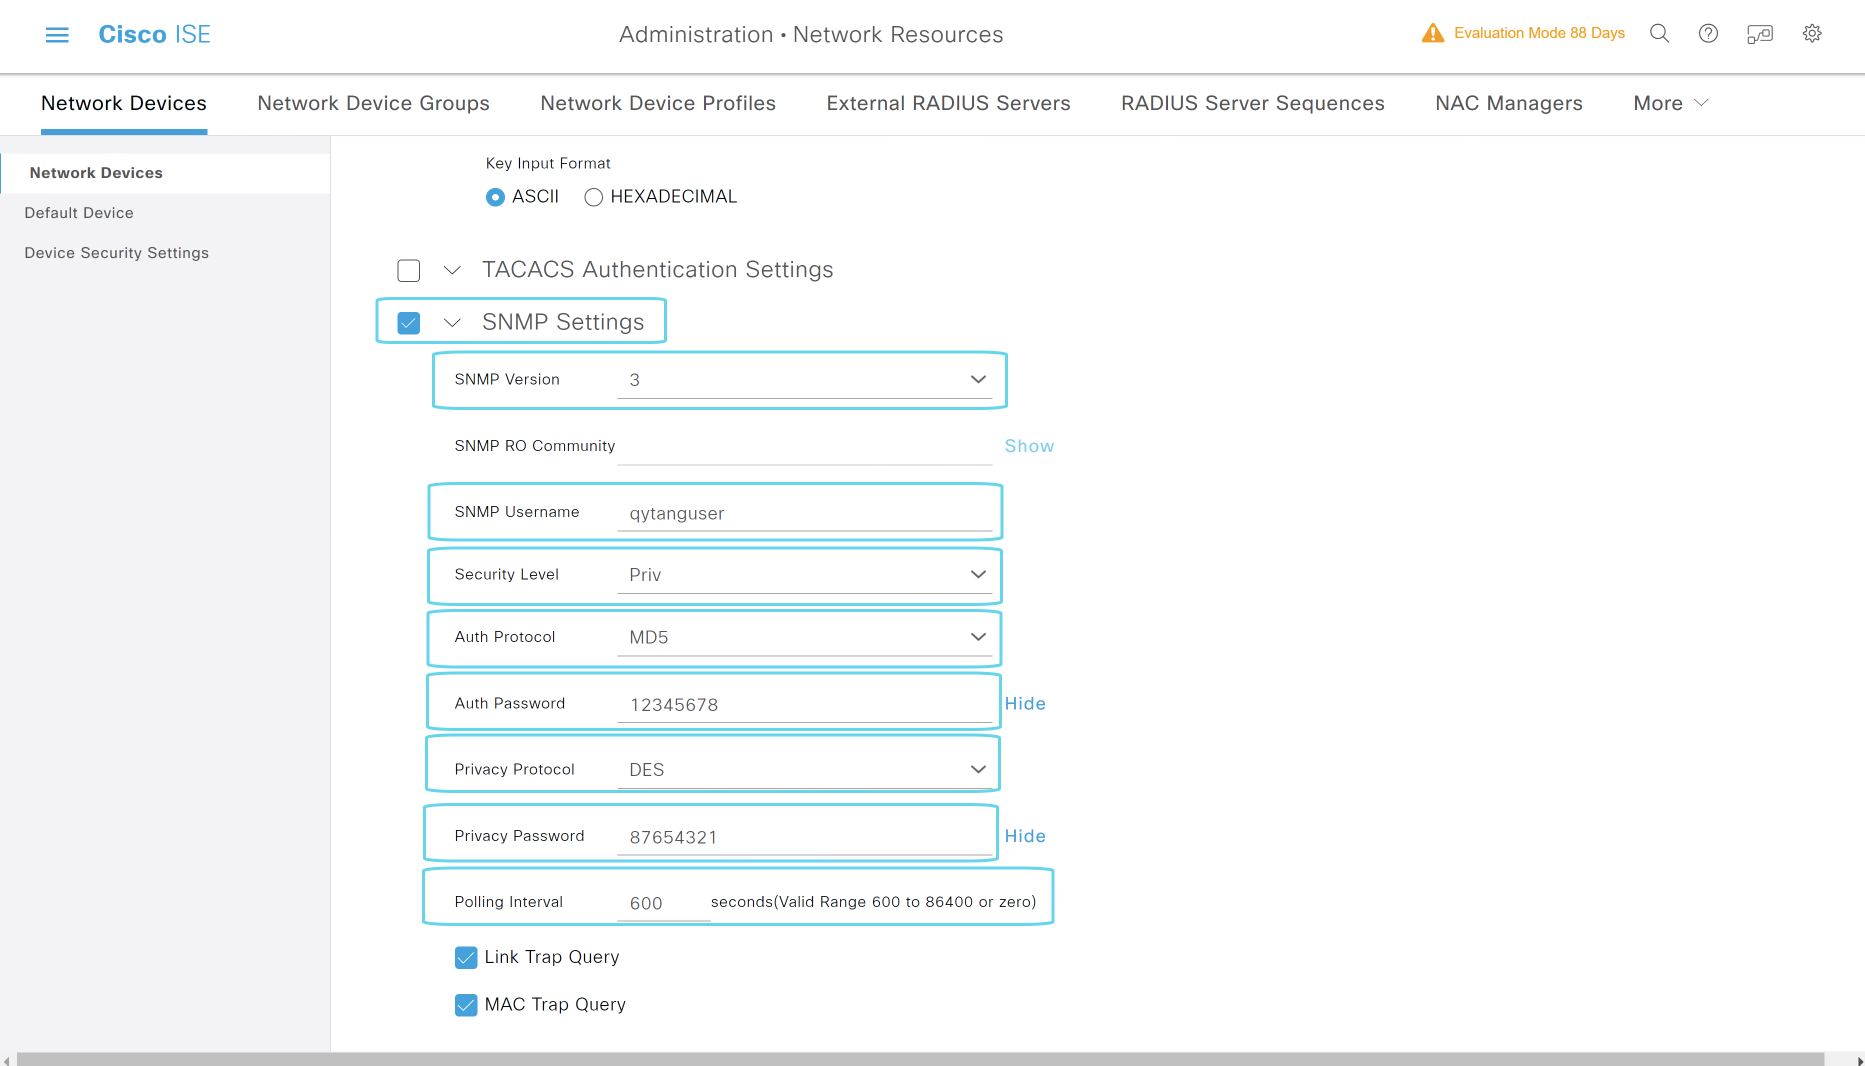 Cisco ISE
Administration • Network Resources
Evaluation Mode 88 Days
Network Devices
Network Device Groups
Network Device Profiles
External RADIUS Servers
RADIUS Server Sequences
NAC Managers
More
Network Devices
Default Device
Device Security Settings
Key Input Format
ASCII
HEXADECIMAL
TACACS Authentication Settings
SNMP Settings
SNMP Version 3
SNMP RO Community Show
SNMP Username qytanguser
Security Level Priv
Auth Protocol MD5
Auth Password 12345678 Hide
Privacy Protocol DES
Privacy Password 87654321 Hide
Polling Interval 600 seconds(Valid Range 600 to 86400 or zero)
Link Trap Query
MAC Trap Query